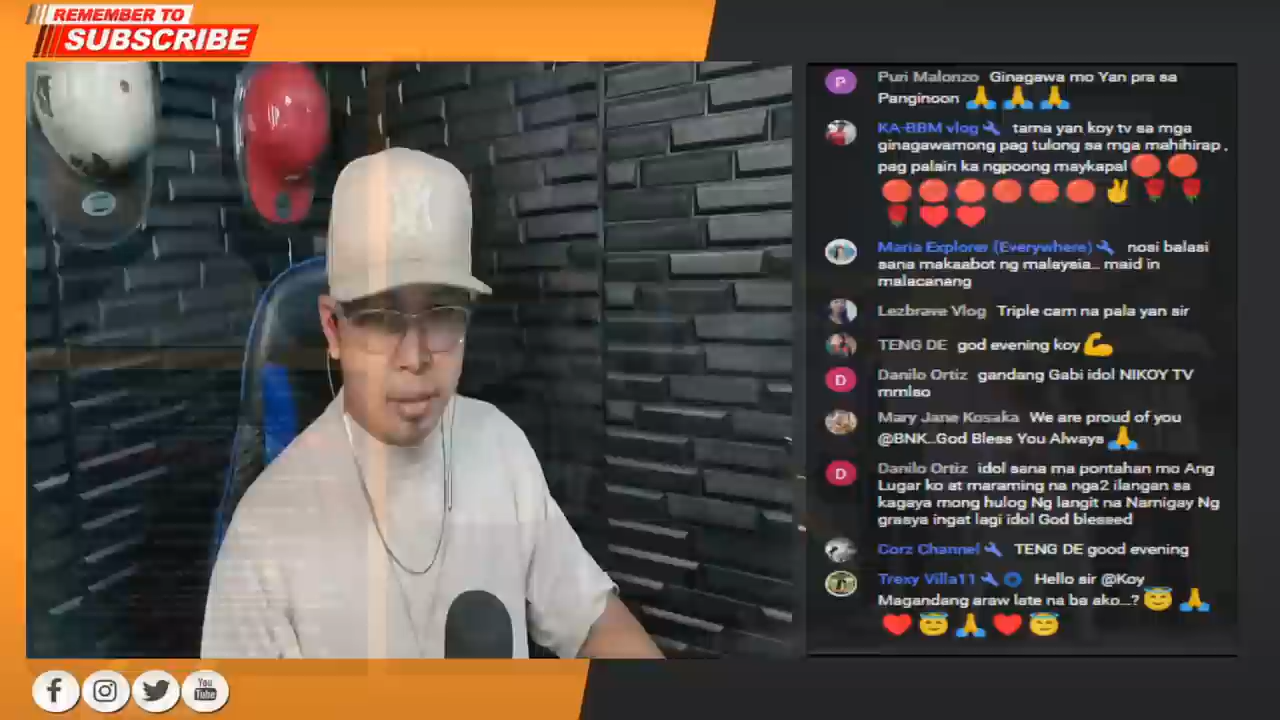 REMEMBER TO
SUBSCRIBE
Puri Malonzo Ginagawa mo Yan pra sa
Panginoon 🙏 🙏 🙏
KA-BBM vlog 🔧 tama yan koy tv sa mga
ginagawamong pag tulong sa mga mahihirap ,
pag palain ka ngpoong maykapal 🔴 🔴
🔴 🔴 🔴 🔴 🔴 🔴 ✌ 🌹 🌹
🌹 ❤ ❤
Maria Explorer (Everywhere) 🔧 nosi balasi
sana makaabot ng malaysia... maid in
malacanang
Lezbrave Vlog Triple cam na pala yan sir
TENG DE god evening koy 💪
Danilo Ortiz gandang Gabi idol NIKOY TV
mmlso
Mary Jane Kosaka We are proud of you
@BNK..God Bless You Always 🙏
Danilo Ortiz idol sana ma pontahan mo Ang
Lugar ko at maraming na nga2 ilangan sa
kagaya mong hulog Ng langit na Namigay Ng
grasya ingat lagi idol God blessed
Corz Channel 🔧 TENG DE good evening
Trexy Villa11 🔧 Hello sir @Koy
Magandang araw late na ba ako...? 😇 🙏
❤ 😇 🙏 ❤ 😇
You
Tube